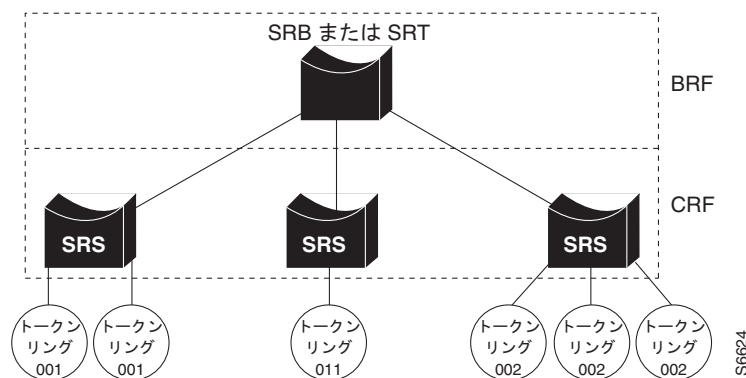 SRB または SRT
BRF
CRF
SRS
SRS
SRS
トークン
リング
001
トークン
リング
001
トークン
リング
011
トークン
リング
002
トークン
リング
002
トークン
リング
002
S6624